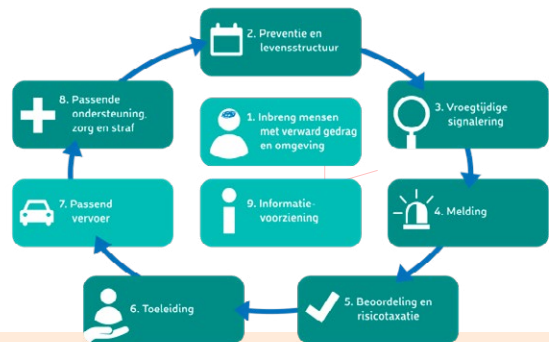 2. Preventie en
levensstructuur
8. Passende
ondersteuning,
zorg en straf
1. Inbreng mensen
met verward gedrag
en omgeving
3. Vroegtijdige
signalering
7. Passend
vervoer
9. Informatie-
voorziening
4. Melding
6. Toeleiding
5. Beoordeling en
risicotaxatie